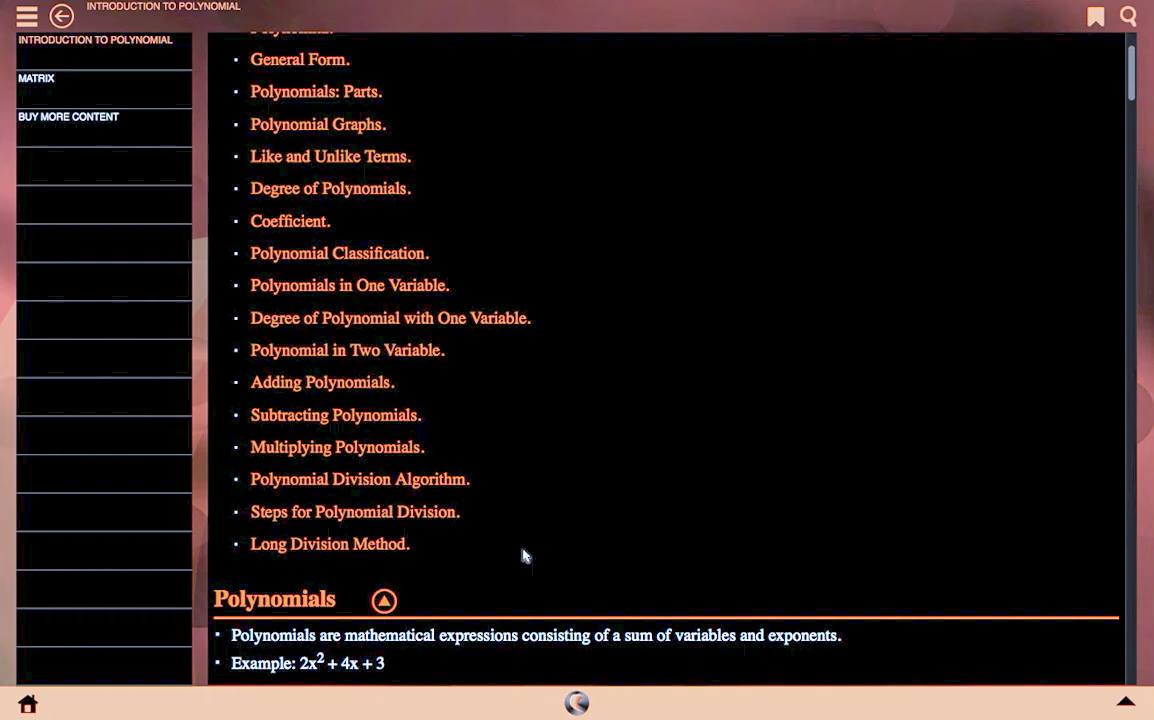 INTRODUCTION TO POLYNOMIAL
INTRODUCTION TO POLYNOMIAL
MATRIX
BUY MORE CONTENT
General Form.
Polynomials: Parts.
Polynomial Graphs.
Like and Unlike Terms.
Degree of Polynomials.
Coefficient.
Polynomial Classification.
Polynomials in One Variable.
Degree of Polynomial with One Variable.
Polynomial in Two Variable.
Adding Polynomials.
Subtracting Polynomials.
Multiplying Polynomials.
Polynomial Division Algorithm.
Steps for Polynomial Division.
Long Division Method.
Polynomials
Polynomials are mathematical expressions consisting of a sum of variables and exponents.
Example: 2x² + 4x + 3